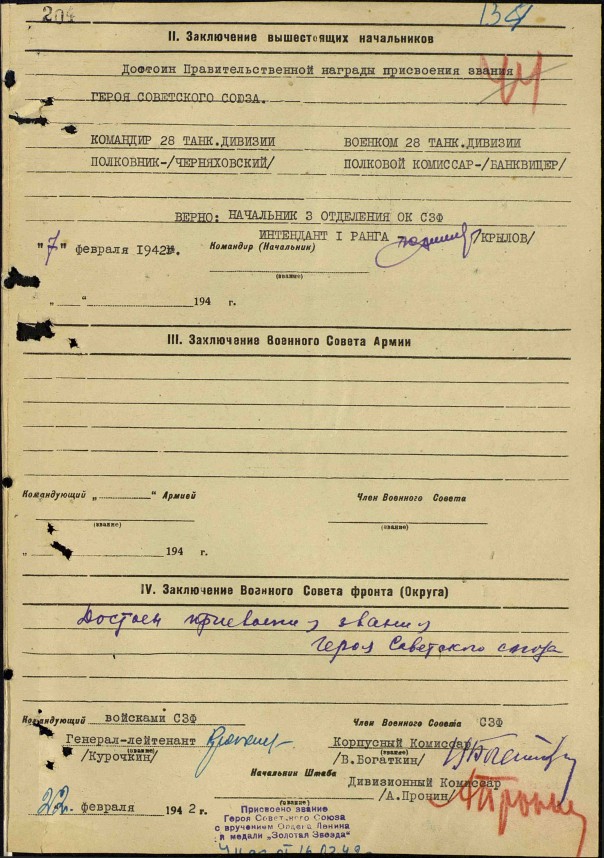 204
II. Заключение вышестоящих начальников
Достоин Правительственной награды присвоения звания
ГЕРОЯ СОВЕТСКОГО СОЮЗА.
КОМАНДИР 28 ТАНК.ДИВИЗИИ ВОЕНКОМ 28 ТАНК.ДИВИЗИИ
ПОЛКОВНИК-/ЧЕРНЯХОВСКИЙ/ ПОЛКОВОЙ КОМИССАР-/БАНКВИЦЕР/
ВЕРНО: НАЧАЛЬНИК 3 ОТДЕЛЕНИЯ ОК СЗФ
ИНТЕНДАНТ I РАНГА /КРЫЛОВ/
"7" февраля 1942г. Командир (Начальник)
(звание)
„ “ 194 г.
III. Заключение Военного Совета Армии
Командующий „ “ Армией Член Военного Совета
(звание) (звание)
„ “ 194 г.
IV. Заключение Военного Совета фронта (Округа)
Достоен присвоения звания
Героя Советского союза
Командующий войсками СЗФ Член Военного Совета СЗФ
Генерал-лейтенант Корпусный Комиссар
(звание) (звание)
/Курочкин/ /В.Богаткин/
Начальник Штаба Дивизионный Комиссар
/А.Пронин/
(звание)
22 февраля 1942 г.
Присвоено звание
Героя Советского Союза
с вручением Ордена Ленина
и медали „Золотая Звезда“